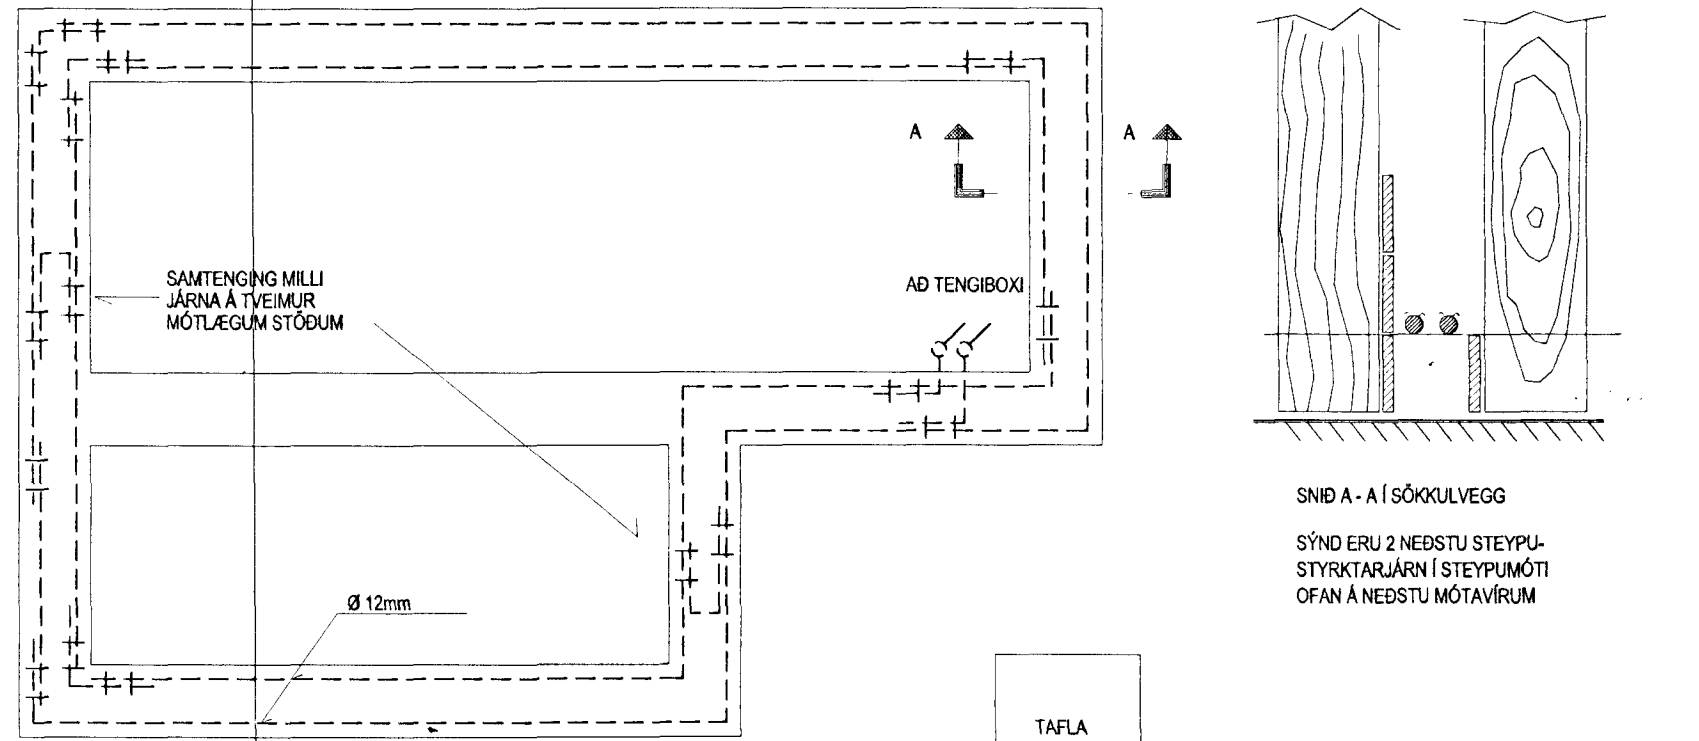 A
A
SAMTENGING MILLI
JÁRNA Á TVEIMUR
MÓTLÆGUM STÖÐUM
AÐ TENGIBOXI
Ø 12mm
SNIÐ A - A Í SÖKKULVEGG
SÝND ERU 2 NEÐSTU STEYPU-
STYRKTARJÁRN Í STEYPUMÓTI
OFAN Á NEÐSTU MÓTAVÍRUM
TAFLA